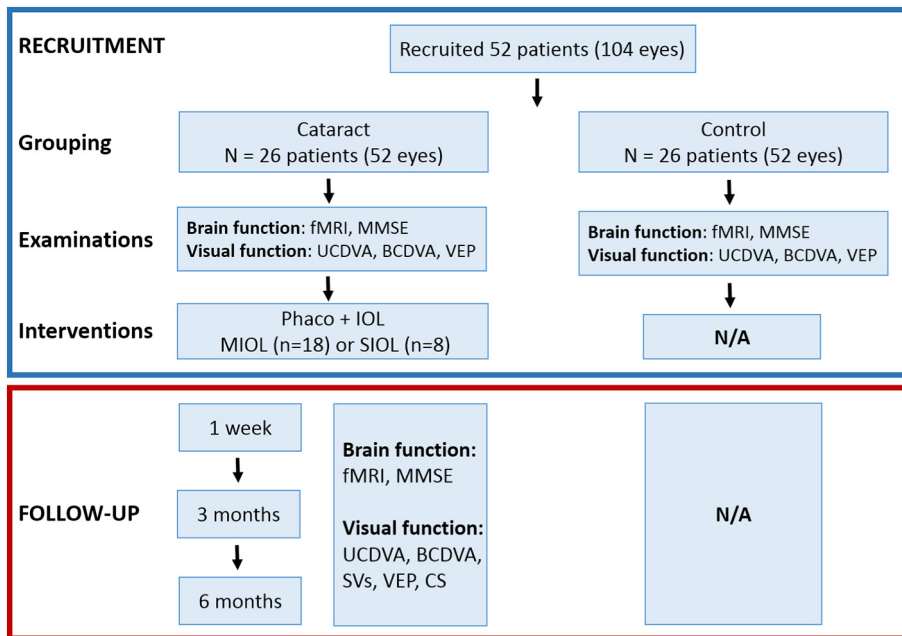 RECRUITMENT
Recruited 52 patients (104 eyes)
Grouping
Cataract
N = 26 patients (52 eyes)
Control
N = 26 patients (52 eyes)
Examinations
Brain function: fMRI, MMSE
Visual function: UCDVA, BCDVA, VEP
Brain function: fMRI, MMSE
Visual function: UCDVA, BCDVA, VEP
Interventions
Phaco + IOL
MIOL (n=18) or SIOL (n=8)
N/A
FOLLOW-UP
1 week
3 months
6 months
Brain function:
fMRI, MMSE
Visual function:
UCDVA, BCDVA,
SVs, VEP, CS
N/A